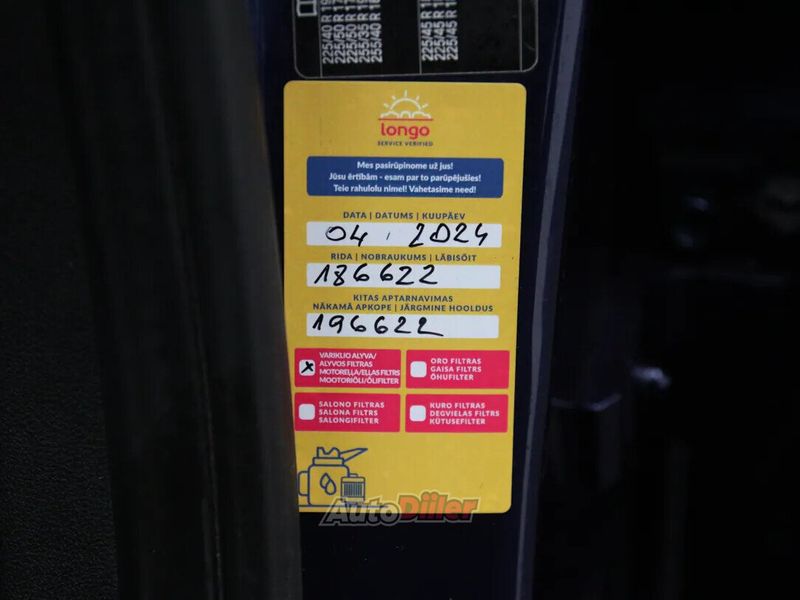 longo
SERVICE VERIFIED
Mes pasirūpinome už jus!
Jūsu ērtībām - esam par to parūpējušies!
Teie rahulolu nimel! Vahetasime need!
DATA | DATUMS | KUUPÄEV
04. 2024
RIDA | NOBRAUKUMS | LÄBISÕIT
186622
KITAS APTARNAVIMAS
NĀKAMĀ APKOPE | JÄRGMINE HOOLDUS
196622
X VARIKLIO ALYVA/
ALYVOS FILTRAS
MOTOREĻĻA/EĻĻAS FILTRS
MOOTORIÕLI/ÕLIFILTER
ORO FILTRAS
GAISA FILTRS
ÕHUFILTER
SALONO FILTRAS
SALONA FILTRS
SALONGIFILTER
KURO FILTRAS
DEGVIELAS FILTRS
KÜTUSEFILTER
AutoDiiler